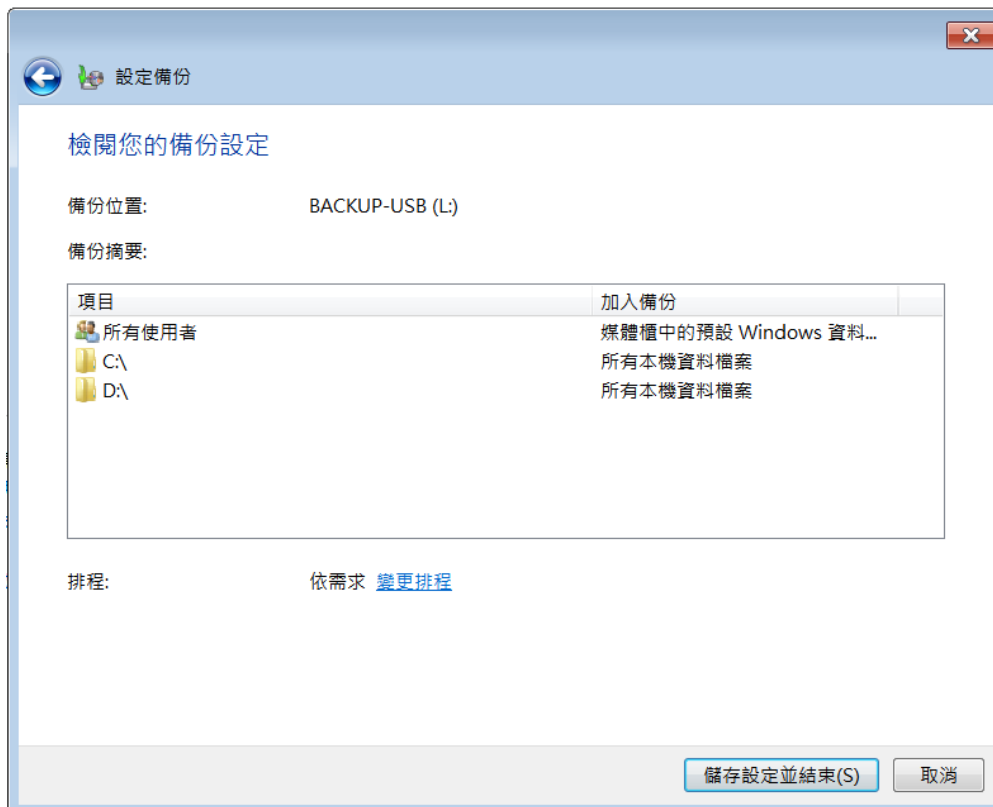 設定備份
檢閱您的備份設定
備份位置: BACKUP-USB (L:)
備份摘要:
項目 加入備份
所有使用者 媒體櫃中的預設 Windows 資料...
C:\ 所有本機資料檔案
D:\ 所有本機資料檔案
排程: 依需求 變更排程
儲存設定並結束(S) 取消